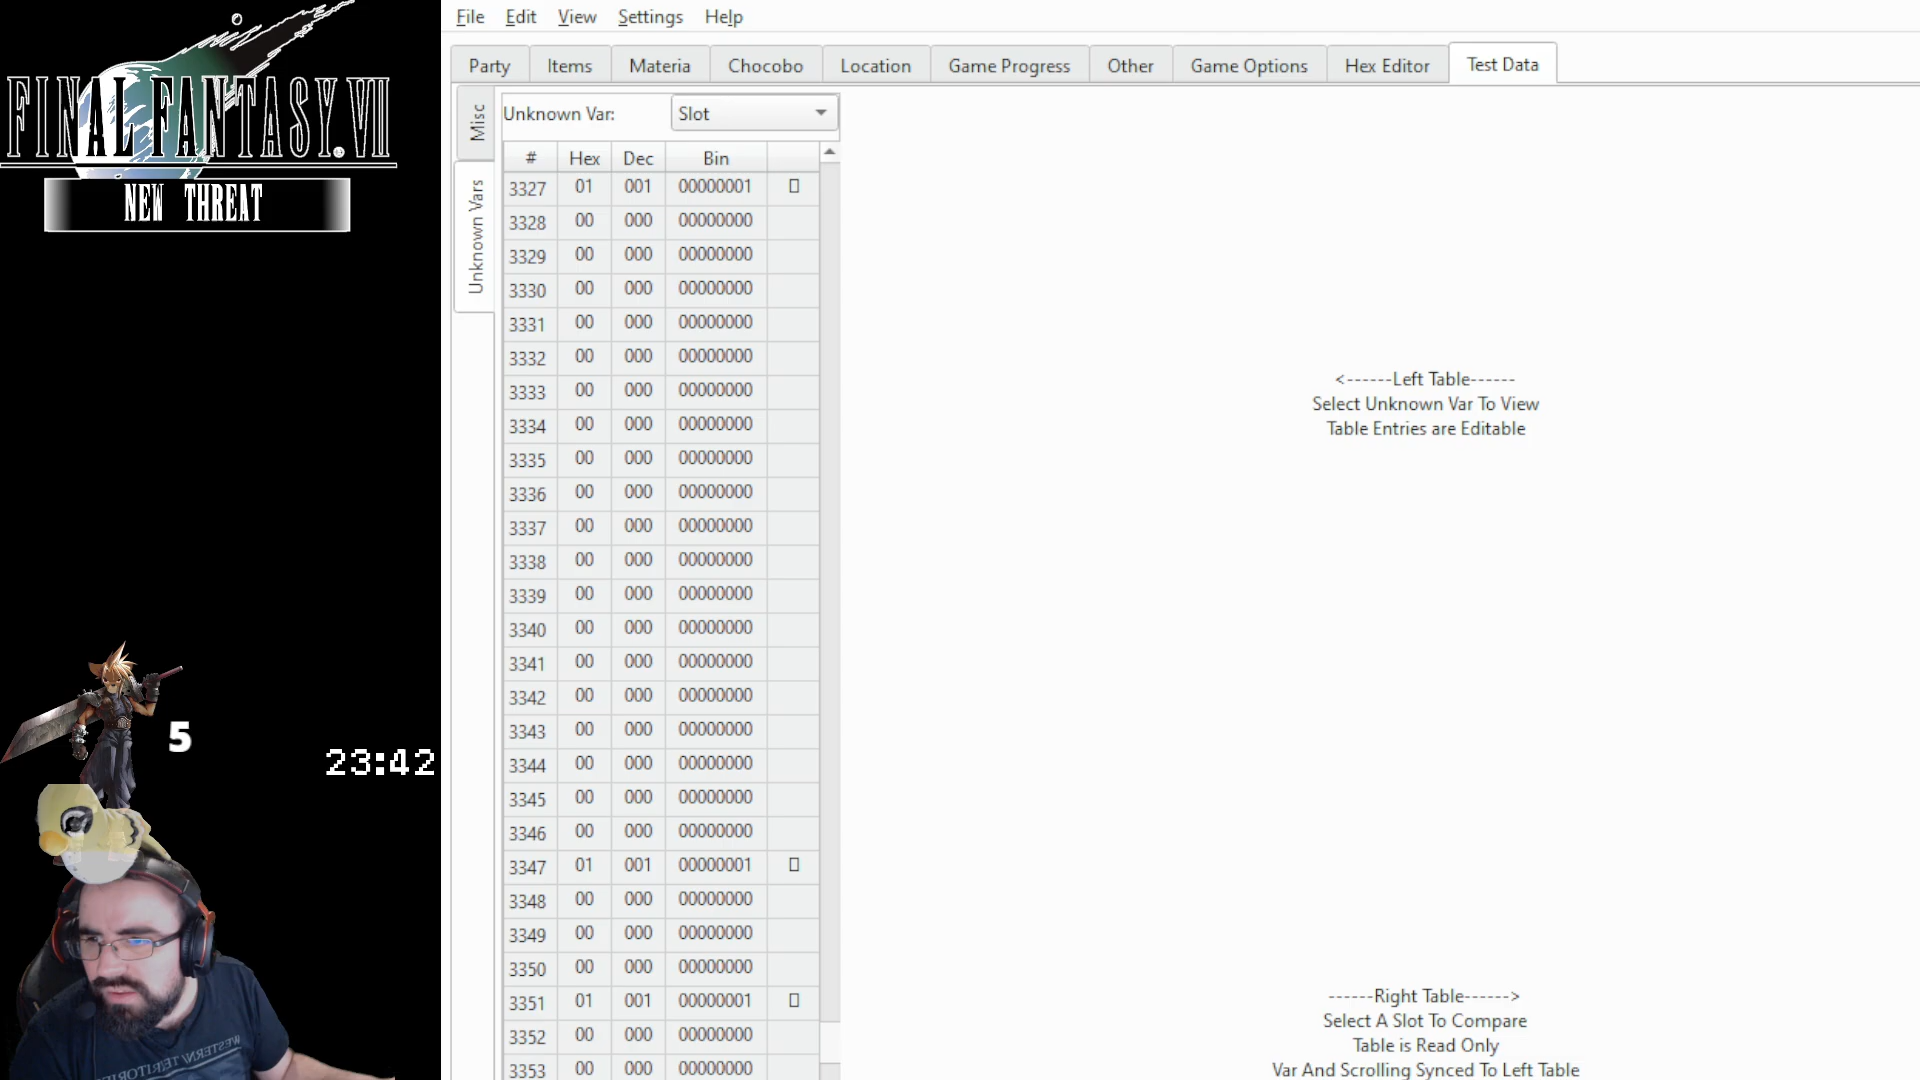 FINAL FANTASY VII
NEW THREAT
5
23:42
WESTERN TERRITORIES
File Edit View Settings Help
Party Items Materia Chocobo Location Game Progress Other Game Options Hex Editor Test Data
Misc
Unknown Vars
Unknown Var: Slot
# Hex Dec Bin
3327 01 001 00000001
3328 00 000 00000000
3329 00 000 00000000
3330 00 000 00000000
3331 00 000 00000000
3332 00 000 00000000
3333 00 000 00000000
3334 00 000 00000000
3335 00 000 00000000
3336 00 000 00000000
3337 00 000 00000000
3338 00 000 00000000
3339 00 000 00000000
3340 00 000 00000000
3341 00 000 00000000
3342 00 000 00000000
3343 00 000 00000000
3344 00 000 00000000
3345 00 000 00000000
3346 00 000 00000000
3347 01 001 00000001
3348 00 000 00000000
3349 00 000 00000000
3350 00 000 00000000
3351 01 001 00000001
3352 00 000 00000000
3353 00 000 00000000
<------Left Table------
Select Unknown Var To View
Table Entries are Editable
------Right Table------>
Select A Slot To Compare
Table is Read Only
Var And Scrolling Synced To Left Table